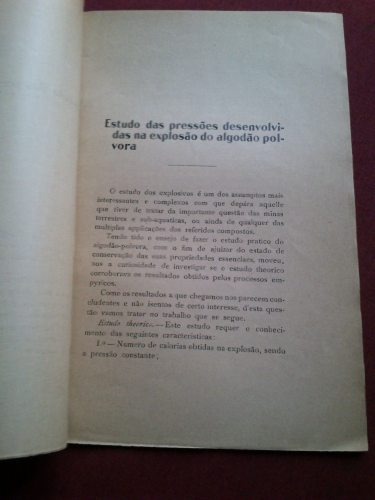 Estudo das pressões desenvolvi-
das na explosão do algodão pol-
vora
O estudo dos explosivos é um dos assumptos mais
interessantes e complexos com que depára aquelle
que tiver de tratar da importante questão das minas
terrestres e sub-aquaticas, ou ainda de qualquer das
multiplas applicações dos referidos compostos.
Tendo tido o ensejo de fazer o estudo pratico do
algodão-polvora, com o fim de ajuizar do estado de
conservação das suas propriedades essenciaes, moveu-
nos a curiosidade de investigar se o estudo theorico
corroborava os resultados obtidos pelos processos em-
pyricos.
Como os resultados a que chegamos nos parecem con-
cludentes e não isentos de certo interesse, d'esta ques-
tão vamos tratar no trabalho que se segue.
Estudo theorico.—Este estudo requer o conheci-
mento das seguintes caracteristicas:
1.ª—Numero de calorias obtidas na explosão, sendo
a pressão constante;